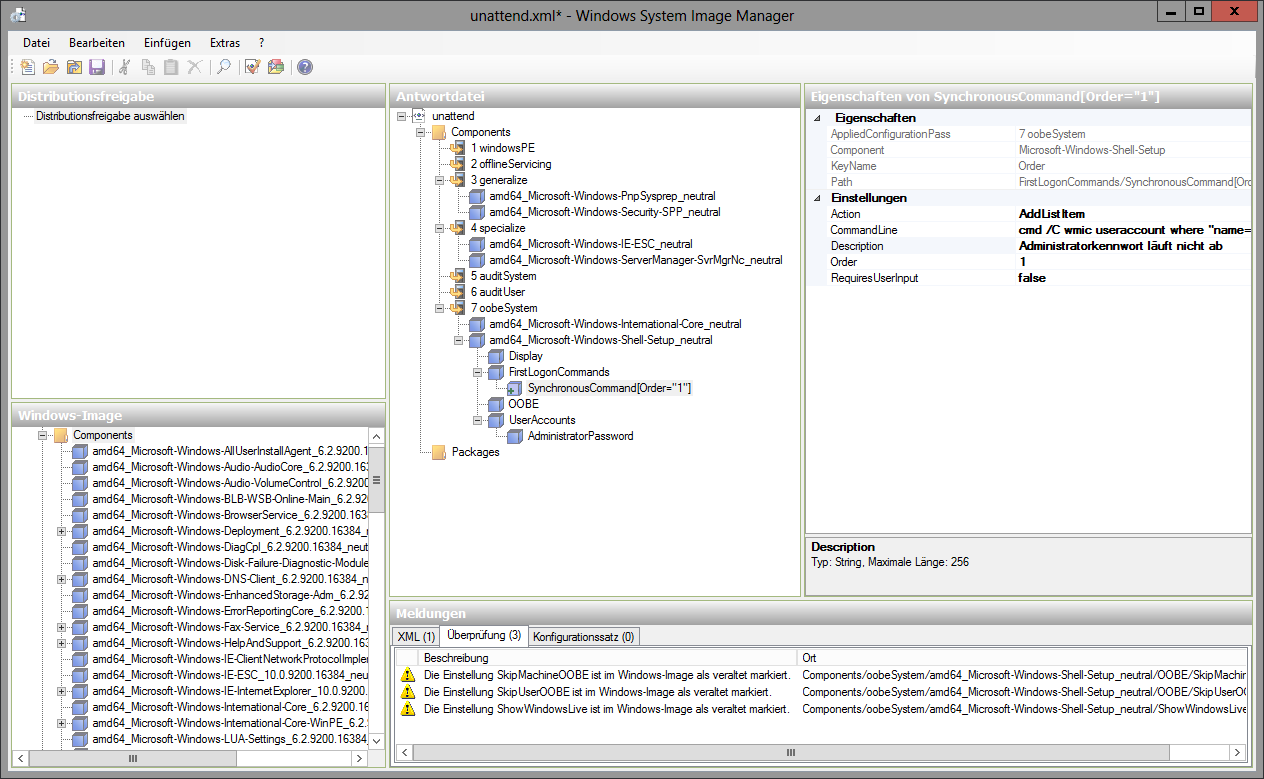 unattend.xml* - Windows System Image Manager
Datei Bearbeiten Einfügen Extras ?
Distributionsfreigabe
Distributionsfreigabe auswählen
Windows-Image
Components
amd64_Microsoft-Windows-AllUserInstallAgent_6.2.9200.1
amd64_Microsoft-Windows-Audio-AudioCore_6.2.9200.163
amd64_Microsoft-Windows-Audio-VolumeControl_6.2.9200
amd64_Microsoft-Windows-BLB-WSB-Online-Main_6.2.92
amd64_Microsoft-Windows-BrowserService_6.2.9200.163
amd64_Microsoft-Windows-Deployment_6.2.9200.16384_n
amd64_Microsoft-Windows-DiagCpl_6.2.9200.16384_neut
amd64_Microsoft-Windows-Disk-Failure-Diagnostic-Module
amd64_Microsoft-Windows-DNS-Client_6.2.9200.16384_n
amd64_Microsoft-Windows-EnhancedStorage-Adm_6.2.92
amd64_Microsoft-Windows-ErrorReportingCore_6.2.9200.
amd64_Microsoft-Windows-Fax-Service_6.2.9200.16384_r
amd64_Microsoft-Windows-HelpAndSupport_6.2.9200.163
amd64_Microsoft-Windows-IE-ClientNetworkProtocolImplem
amd64_Microsoft-Windows-IE-ESC_10.0.9200.16384_neu
amd64_Microsoft-Windows-IE-InternetExplorer_10.0.9200.
amd64_Microsoft-Windows-International-Core_6.2.9200.16
amd64_Microsoft-Windows-International-Core-WinPE_6.2.
amd64_Microsoft-Windows-LUA-Settings_6.2.9200.16384_
Antwortdatei
unattend
Components
1 windowsPE
2 offlineServicing
3 generalize
amd64_Microsoft-Windows-PnpSysprep_neutral
amd64_Microsoft-Windows-Security-SPP_neutral
4 specialize
amd64_Microsoft-Windows-IE-ESC_neutral
amd64_Microsoft-Windows-ServerManager-SvrMgrNc_neutral
5 auditSystem
6 auditUser
7 oobeSystem
amd64_Microsoft-Windows-International-Core_neutral
amd64_Microsoft-Windows-Shell-Setup_neutral
Display
FirstLogonCommands
SynchronousCommand[Order="1"]
OOBE
UserAccounts
AdministratorPassword
Packages
Eigenschaften von SynchronousCommand[Order="1"]
Eigenschaften
AppliedConfigurationPass 7 oobeSystem
Component Microsoft-Windows-Shell-Setup
KeyName Order
Path FirstLogonCommands/SynchronousCommand[Ord
Einstellungen
Action AddListItem
CommandLine cmd /C wmic useraccount where "name=
Description Administratorkennwort läuft nicht ab
Order 1
RequiresUserInput false
Description
Typ: String, Maximale Länge: 256
Meldungen
XML (1) Überprüfung (3) Konfigurationssatz (0)
Beschreibung Ort
Die Einstellung SkipMachineOOBE ist im Windows-Image als veraltet markiert. Components/oobeSystem/amd64_Microsoft-Windows-Shell-Setup_neutral/OOBE/SkipMachin
Die Einstellung SkipUserOOBE ist im Windows-Image als veraltet markiert. Components/oobeSystem/amd64_Microsoft-Windows-Shell-Setup_neutral/OOBE/SkipUserOO
Die Einstellung ShowWindowsLive ist im Windows-Image als veraltet markiert. Components/oobeSystem/amd64_Microsoft-Windows-Shell-Setup_neutral/ShowWindowsLive